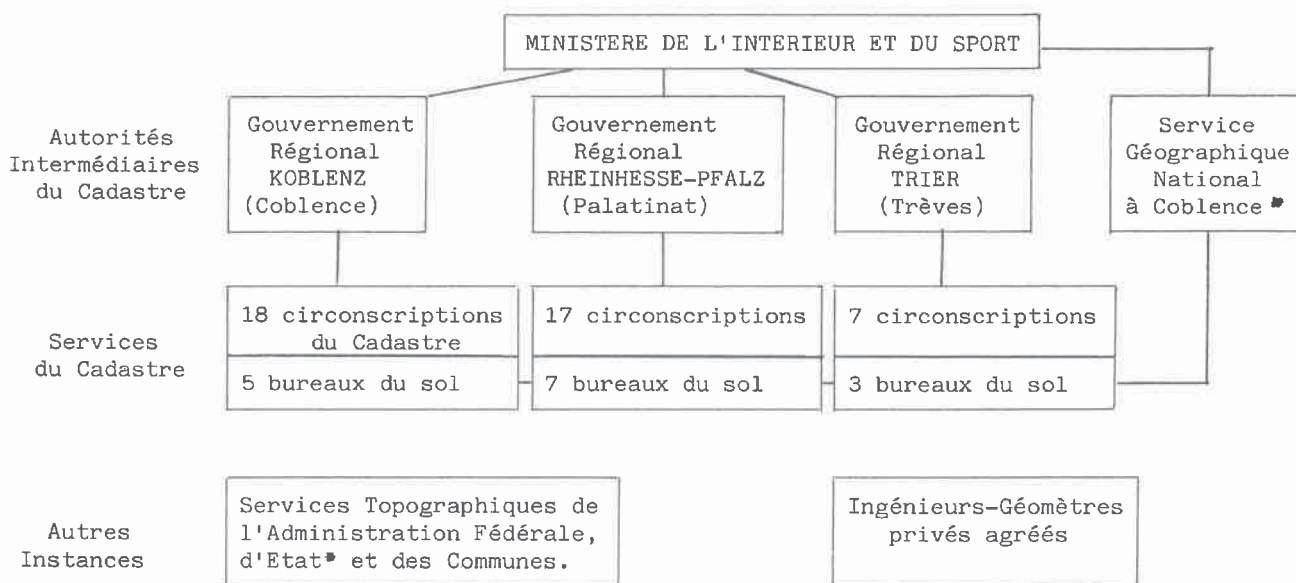 MINISTERE DE L'INTERIEUR ET DU SPORT
Autorités
Intermédiaires
du Cadastre
Gouvernement
Régional
KOBLENZ
(Coblence)
Gouvernement
Régional
RHEINHESSE-PFALZ
(Palatinat)
Gouvernement
Régional
TRIER
(Trèves)
Service
Géographique
National
à Coblence *
Services
du Cadastre
18 circonscriptions
du Cadastre
5 bureaux du sol
17 circonscriptions
7 bureaux du sol
7 circonscriptions
3 bureaux du sol
Autres
Instances
Services Topographiques de
l'Administration Fédérale,
d'Etat* et des Communes.
Ingénieurs-Géomètres
privés agréés